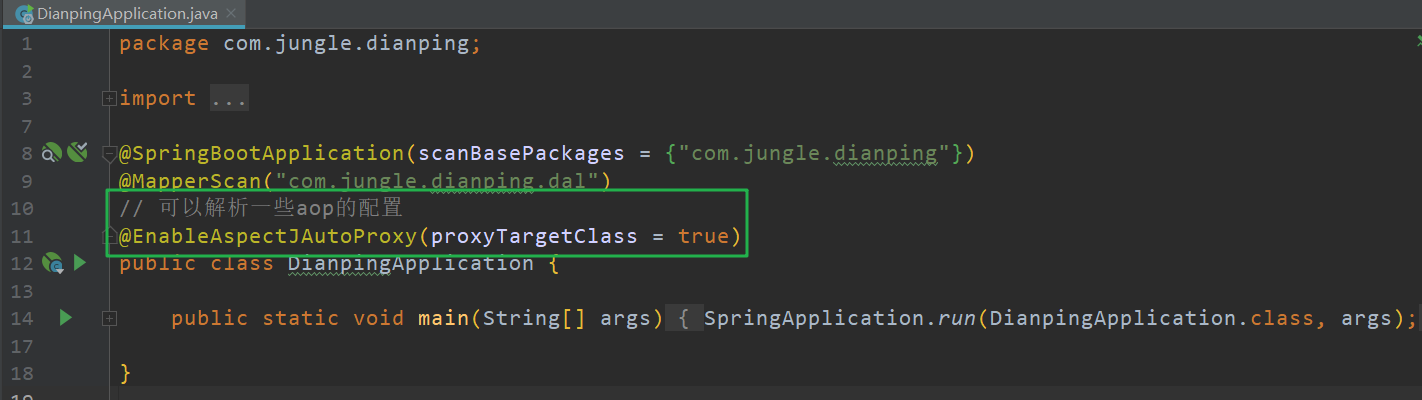 DianpingApplication.java
1 package com.jungle.dianping;
2
3 import ...
7
8 @SpringBootApplication(scanBasePackages = {"com.jungle.dianping"})
9 @MapperScan("com.jungle.dianping.dal")
10 // 可以解析一些aop的配置
11 @EnableAspectJAutoProxy(proxyTargetClass = true)
12 public class DianpingApplication {
13
14 public static void main(String[] args) { SpringApplication.run(DianpingApplication.class, args);
17
18 }
19